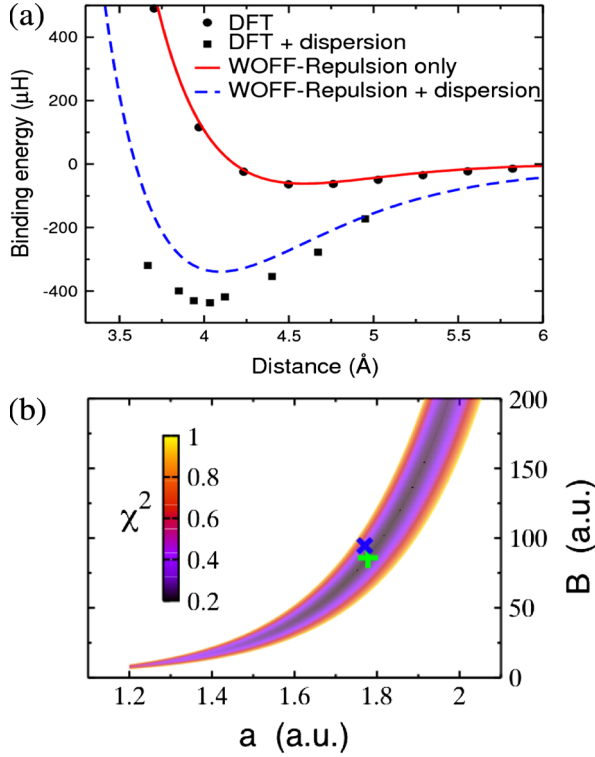 (a)
DFT
DFT + dispersion
WOFF-Repulsion only
WOFF-Repulsion + dispersion
Binding energy (μH)
400
200
0
-200
-400
3.5 4 4.5 5 5.5 6
Distance (Å)
(b)
χ²
1
0.8
0.6
0.4
0.2
200
150
100
50
0
B (a.u.)
1.2 1.4 1.6 1.8 2
a (a.u.)